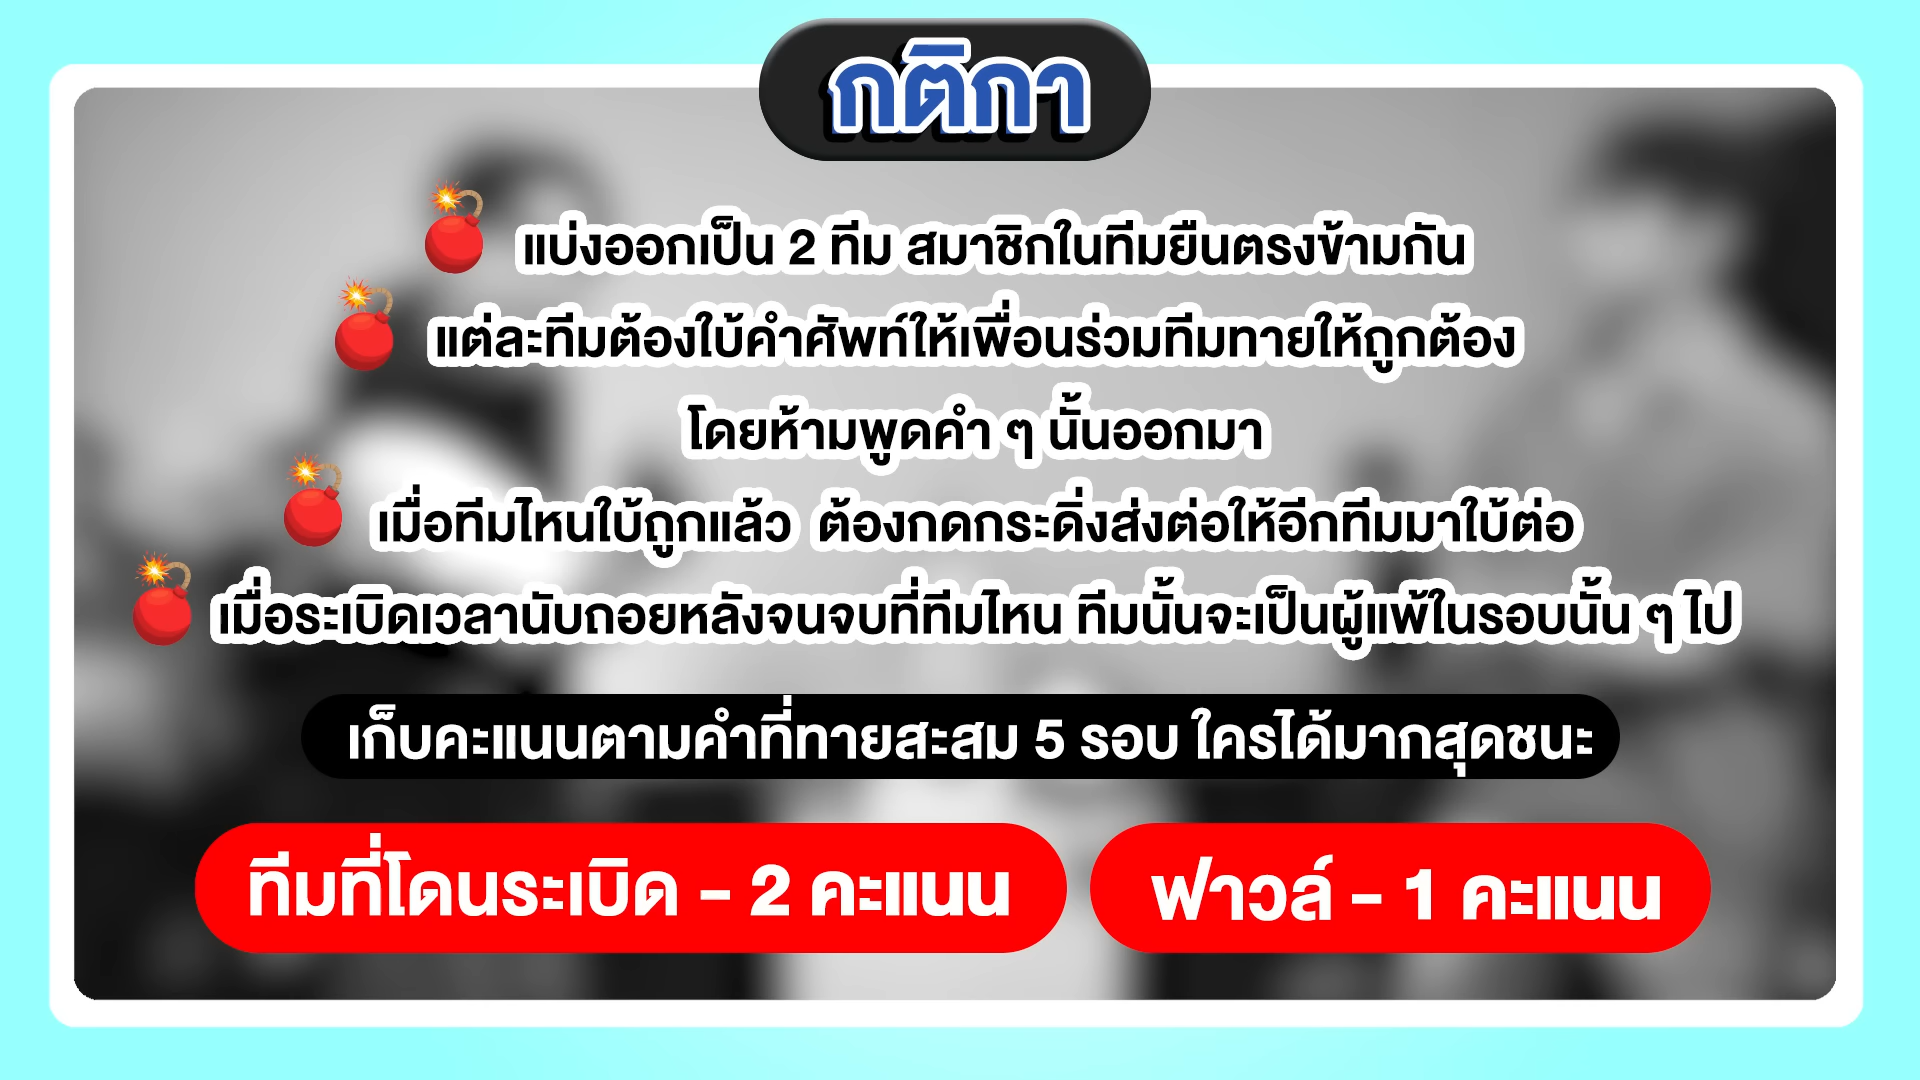 กติกา
แบ่งออกเป็น 2 ทีม สมาชิกในทีมยืนตรงข้ามกัน
แต่ละทีมต้องใบ้คำศัพท์ให้เพื่อนร่วมทีมทายให้ถูกต้อง
โดยห้ามพูดคำ ๆ นั้นออกมา
เมื่อทีมไหนใบ้ถูกแล้ว ต้องกดกระดิ่งส่งต่อให้อีกทีมมาใบ้ต่อ
เมื่อระเบิดเวลานับถอยหลังจนจบที่ทีมไหน ทีมนั้นจะเป็นผู้แพ้ในรอบนั้น ๆ ไป
เก็บคะแนนตามคำที่ทายสะสม 5 รอบ ใครได้มากสุดชนะ
ทีมที่โดนระเบิด - 2 คะแนน
ฟาวล์ - 1 คะแนน